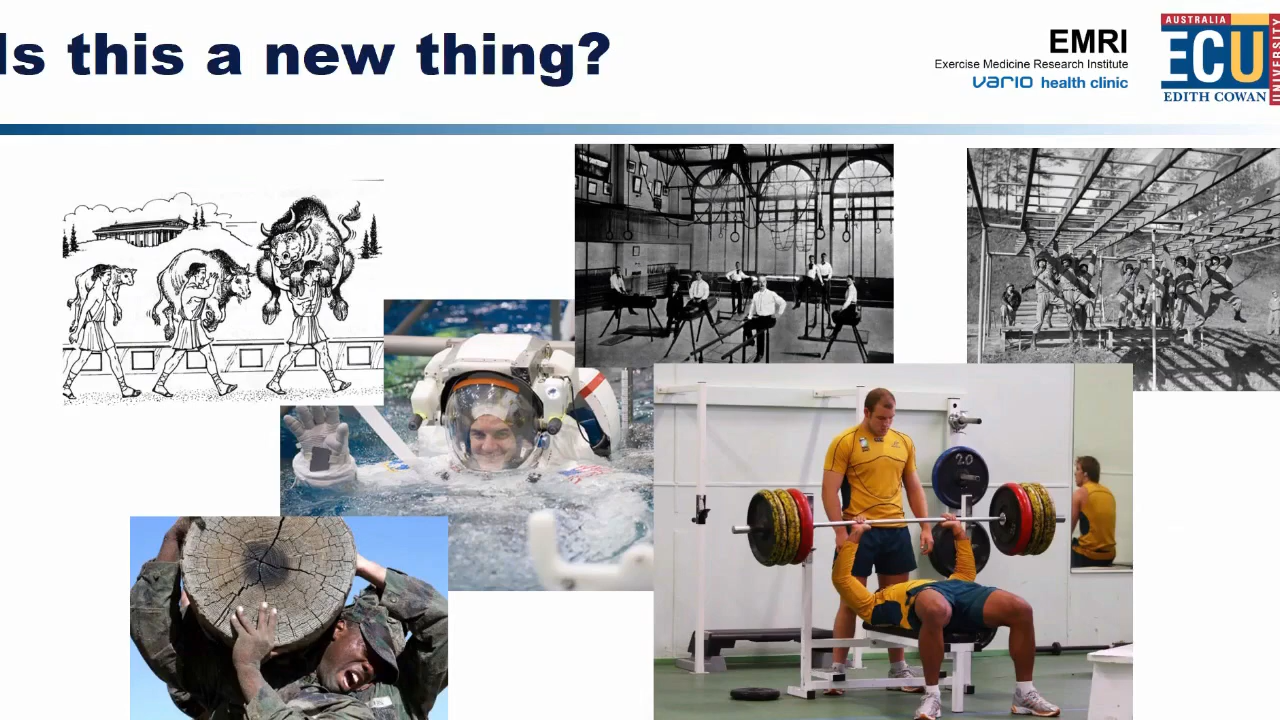 Is this a new thing?
EMRI
Exercise Medicine Research Institute
vario health clinic
AUSTRALIA
ECU
EDITH COWAN
UNIVERSITY
20